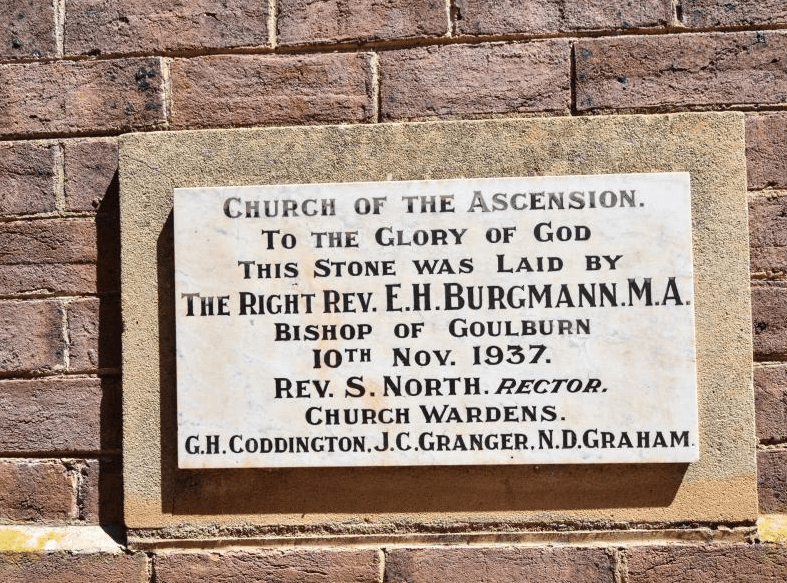 CHURCH OF THE ASCENSION.
TO THE GLORY OF GOD
THIS STONE WAS LAID BY
THE RIGHT REV. E.H.BURGMANN.M.A.
BISHOP OF GOULBURN
10TH NOV. 1937.
REV. S. NORTH. RECTOR.
CHURCH WARDENS.
G.H.CODDINGTON, J.C.GRANGER, N.D.GRAHAM.